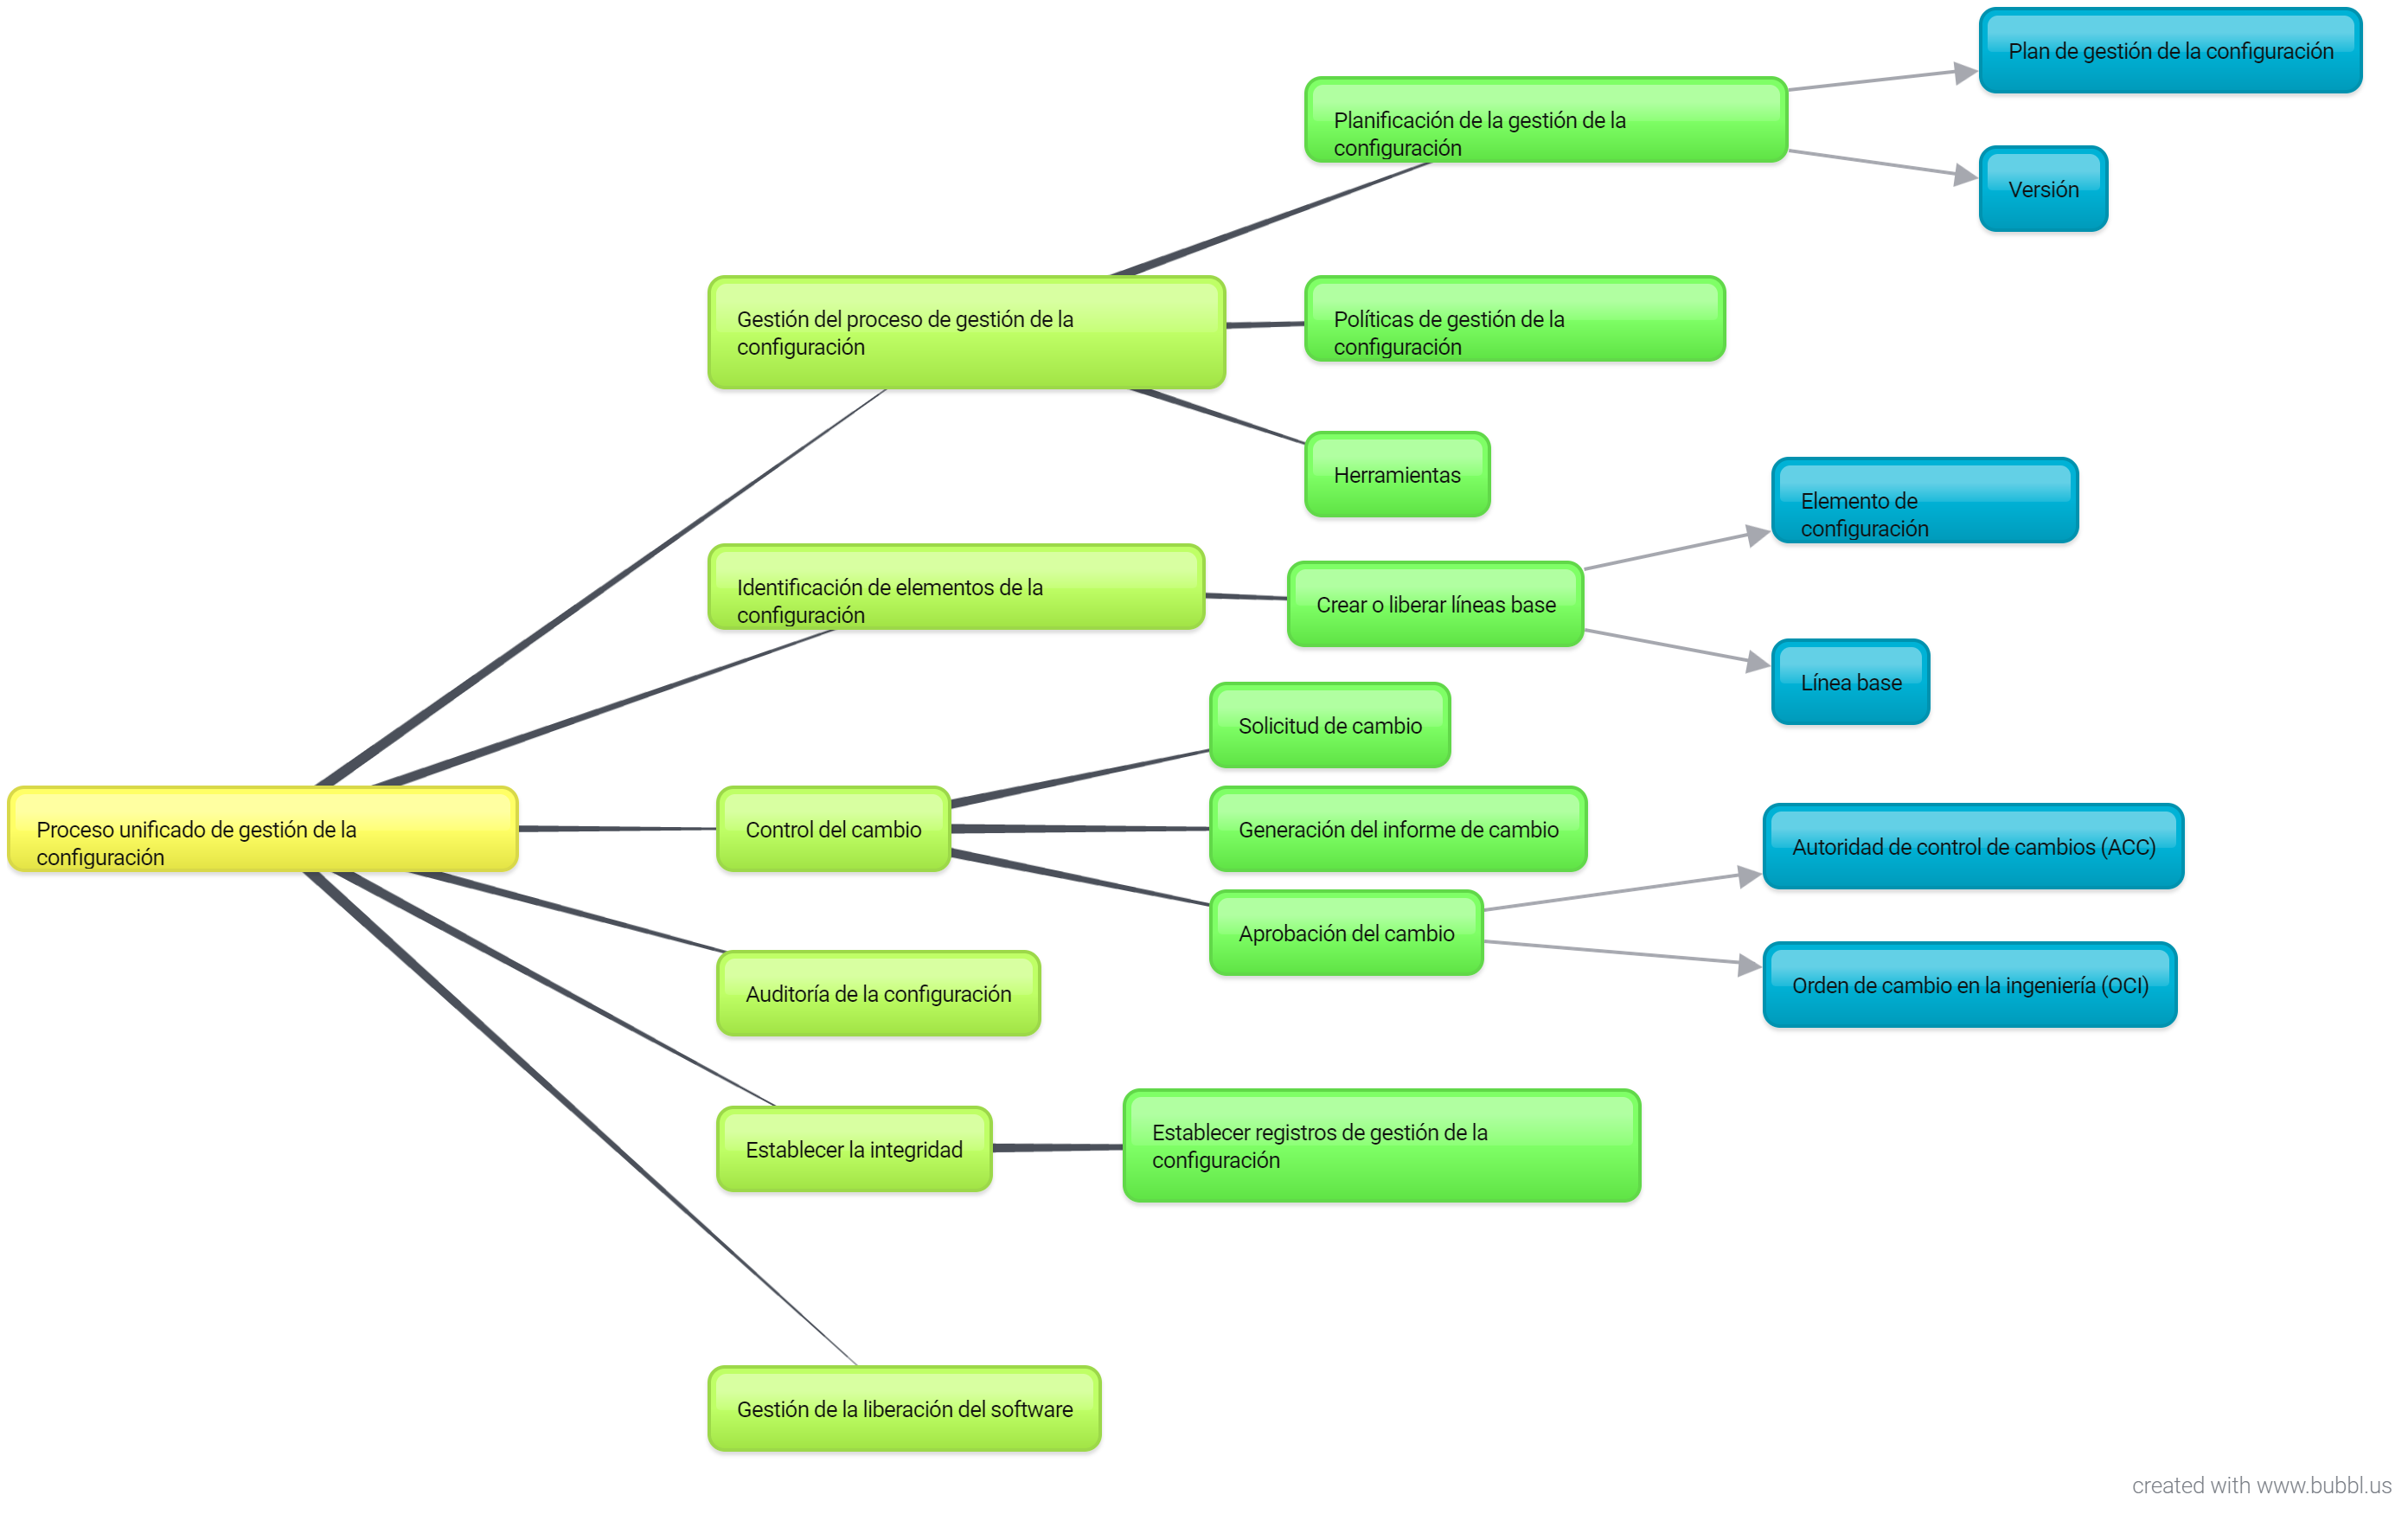 Plan de gestión de la configuración
Planificación de la gestión de la
configuración
Versión
Gestión del proceso de gestión de la
configuración
Políticas de gestión de la
configuración
Herramientas
Elemento de
configuración
Identificación de elementos de la
configuración
Crear o liberar líneas base
Línea base
Solicitud de cambio
Proceso unificado de gestión de la
configuración
Control del cambio
Generación del informe de cambio
Autoridad de control de cambios (ACC)
Aprobación del cambio
Orden de cambio en la ingeniería (OCI)
Auditoría de la configuración
Establecer la integridad
Establecer registros de gestión de la
configuración
Gestión de la liberación del software
created with www.bubbl.us